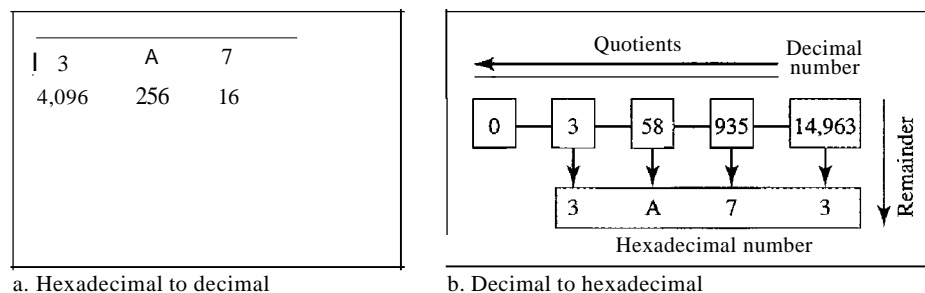 3 A 7
4,096 256 16
a. Hexadecimal to decimal
Quotients
Decimal number
0 3 58 935 14,963
Remainder
3 A 7 3
Hexadecimal number
b. Decimal to hexadecimal